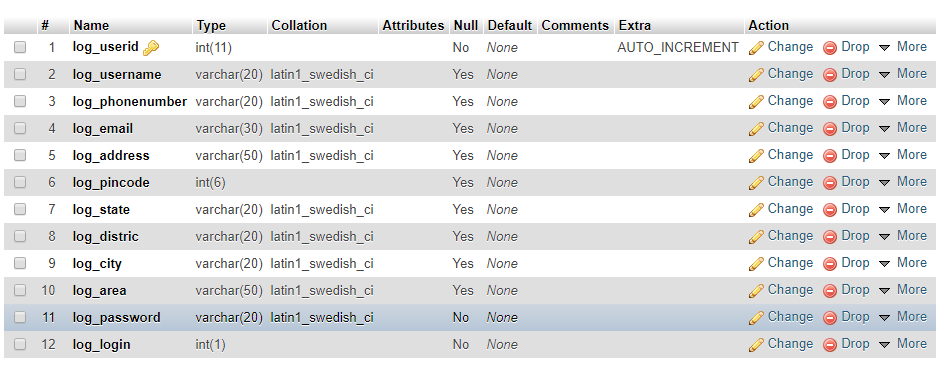 # Name Type Collation Attributes Null Default Comments Extra Action
1 log_userid int(11) No None AUTO_INCREMENT Change Drop More
2 log_username varchar(20) latin1_swedish_ci Yes None Change Drop More
3 log_phonenumber varchar(20) latin1_swedish_ci Yes None Change Drop More
4 log_email varchar(30) latin1_swedish_ci Yes None Change Drop More
5 log_address varchar(50) latin1_swedish_ci Yes None Change Drop More
6 log_pincode int(6) Yes None Change Drop More
7 log_state varchar(20) latin1_swedish_ci Yes None Change Drop More
8 log_distric varchar(20) latin1_swedish_ci Yes None Change Drop More
9 log_city varchar(20) latin1_swedish_ci Yes None Change Drop More
10 log_area varchar(50) latin1_swedish_ci Yes None Change Drop More
11 log_password varchar(20) latin1_swedish_ci No None Change Drop More
12 log_login int(1) No None Change Drop More